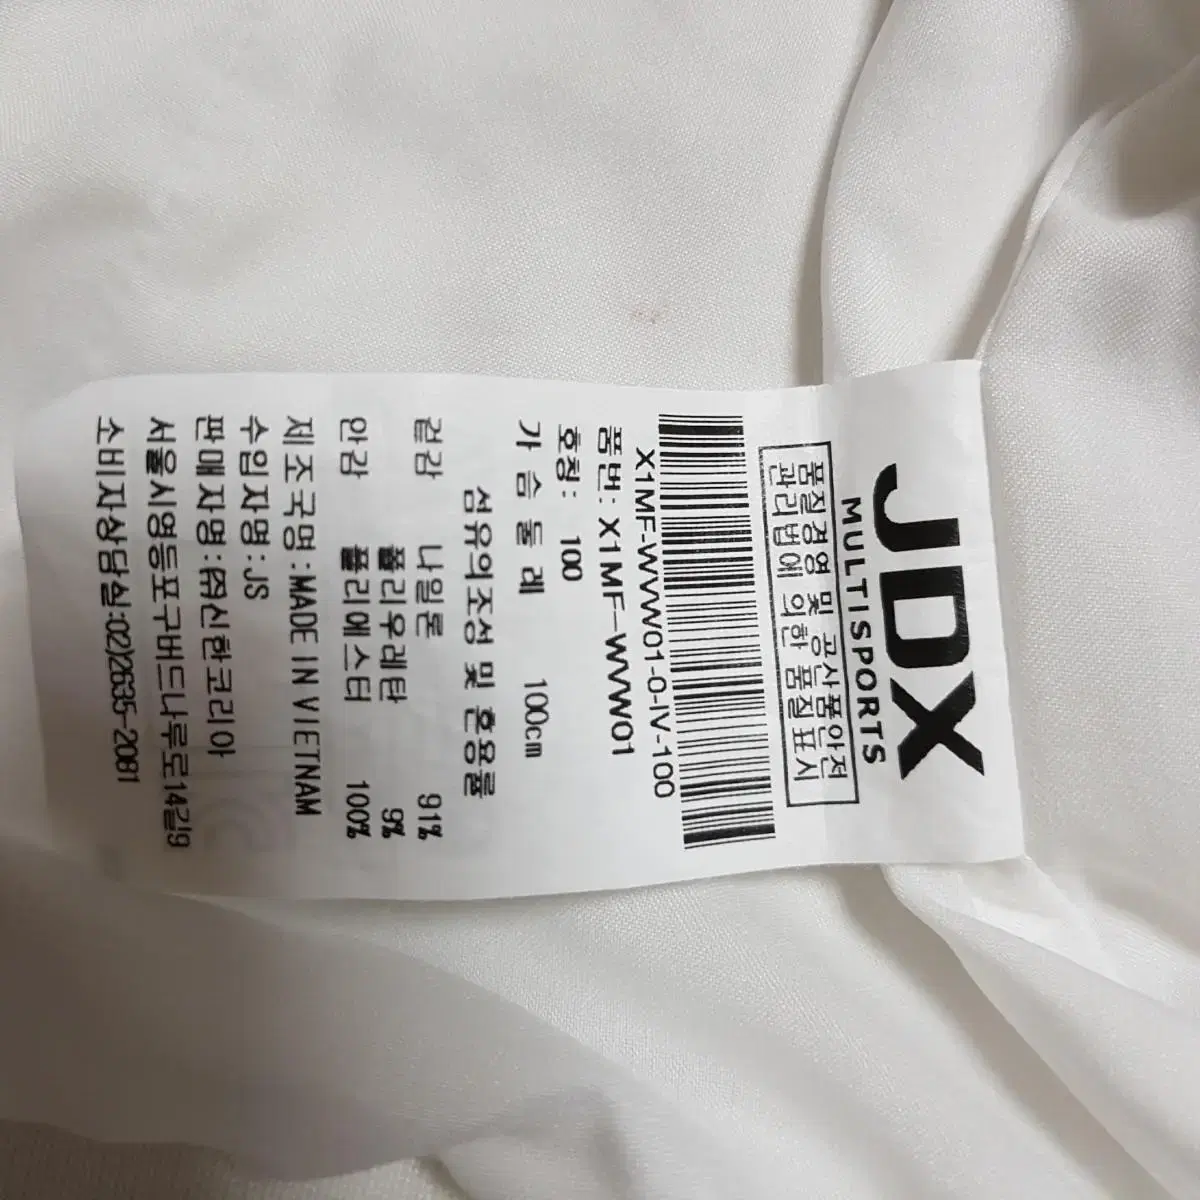 JDX
MULTISPORTS
품질경영 및 공산품안전
관리법에 의한 품질표시
X1MF-WVW01-0-IV-100
품번: X1MF-WVW01
호칭: 100
가 슴 둘 레 100cm
섬유의조성 및 혼용률
겉감 나일론 91%
폴리우레탄 9%
안감 폴리에스터 100%
제조국명:MADE IN VIETNAM
수입자명:JS
판매자명:㈜신한코리아
서울시영등포구버드나루로14길9
소비자상담실:02)2635-2081